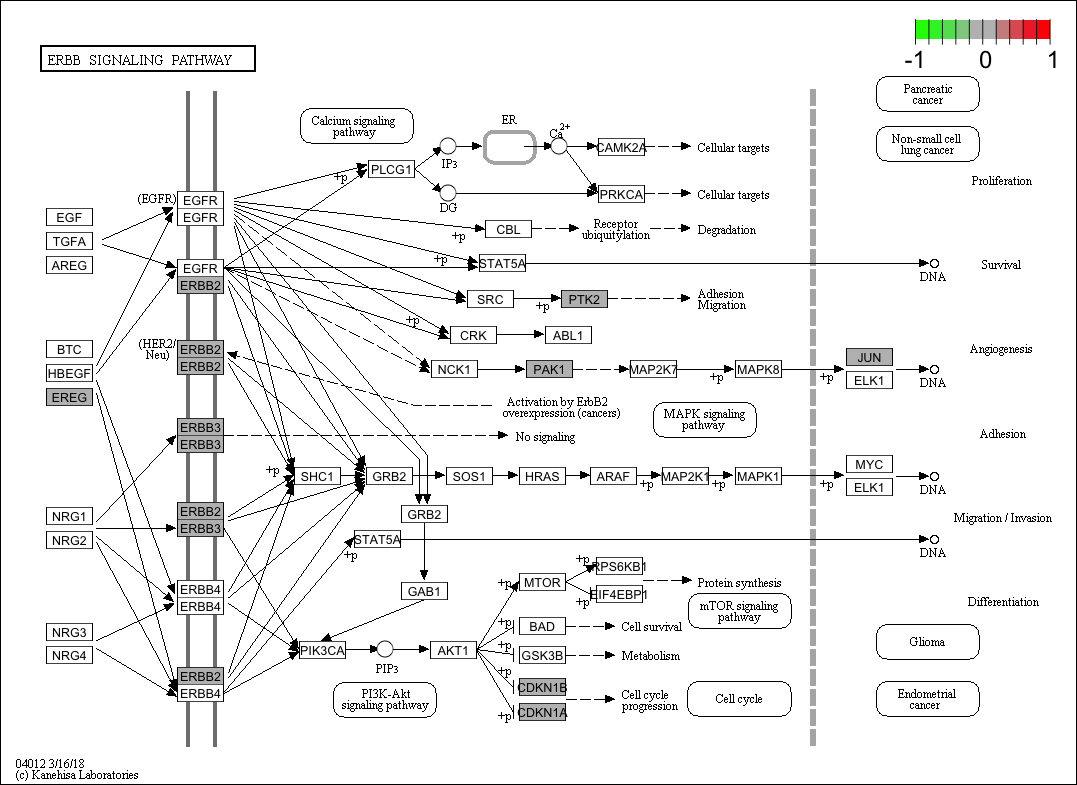 ERBB SIGNALING PATHWAY
-1 0 1
Pancreatic
cancer
Non-small cell
lung cancer
Calcium signaling
pathway
ER
Ca2+
IP3
CAMK2A
Cellular targets
PLCG1
+p
DG
PRKCA
Cellular targets
Proliferation
(EGFR)
EGFR
EGFR
EGF
TGFA
AREG
CBL
+p
Receptor
ubiquitylation
Degradation
EGFR
ERBB2
+p
STAT5A
DNA
Survival
SRC
+p
PTK2
Adhesion
Migration
+p
CRK
ABL1
BTC
HBEGF
EREG
(HER2/
Neu)
ERBB2
ERBB2
NCK1
PAK1
MAP2K7
+p
MAPK8
+p
JUN
ELK1
DNA
Angiogenesis
Activation by ErbB2
overexpression (cancers)
MAPK signaling
pathway
ERBB3
ERBB3
No signaling
Adhesion
+p
SHC1
GRB2
SOS1
HRAS
ARAF
+p
MAP2K1
+p
MAPK1
+p
MYC
ELK1
DNA
NRG1
NRG2
ERBB2
ERBB3
GRB2
Migration / Invasion
STAT5A
+p
DNA
ERBB4
ERBB4
GAB1
+p
MTOR
+p
RPS6KB1
+p
EIF4EBP1
Protein synthesis
mTOR signaling
pathway
Differentiation
NRG3
NRG4
+p
BAD
Cell survival
PIK3CA
PIP3
AKT1
+p
GSK3B
Metabolism
Glioma
ERBB2
ERBB4
+p
CDKN1B
+p
CDKN1A
Cell cycle
progression
Cell cycle
PI3K-Akt
signaling pathway
Endometrial
cancer
04012 3/16/18
(c) Kanehisa Laboratories